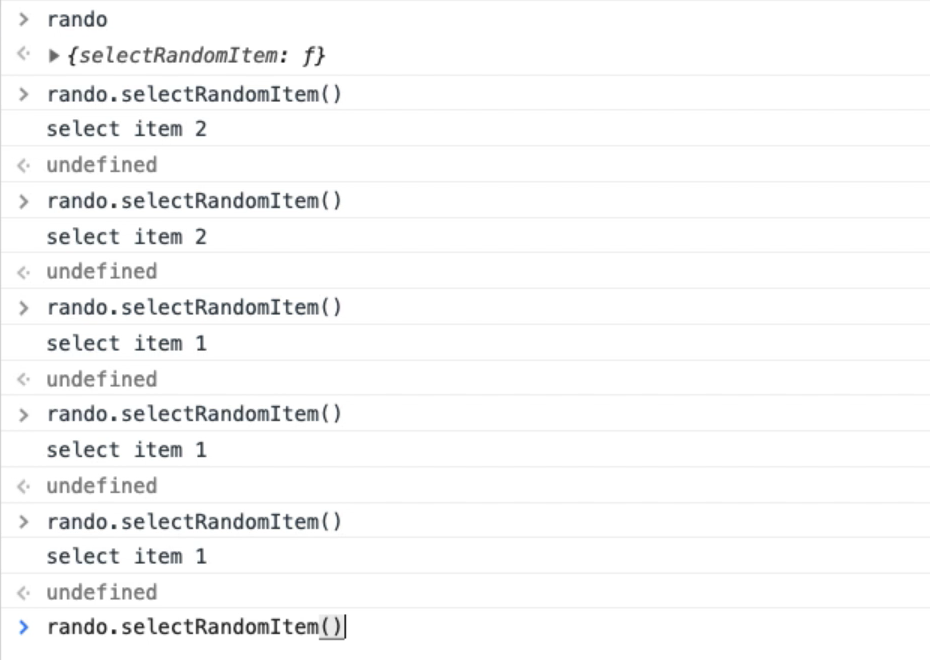 > rando
<· ▶ {selectRandomItem: ƒ}
> rando.selectRandomItem()
select item 2
<· undefined
> rando.selectRandomItem()
select item 2
<· undefined
> rando.selectRandomItem()
select item 1
<· undefined
> rando.selectRandomItem()
select item 1
<· undefined
> rando.selectRandomItem()
select item 1
<· undefined
> rando.selectRandomItem()